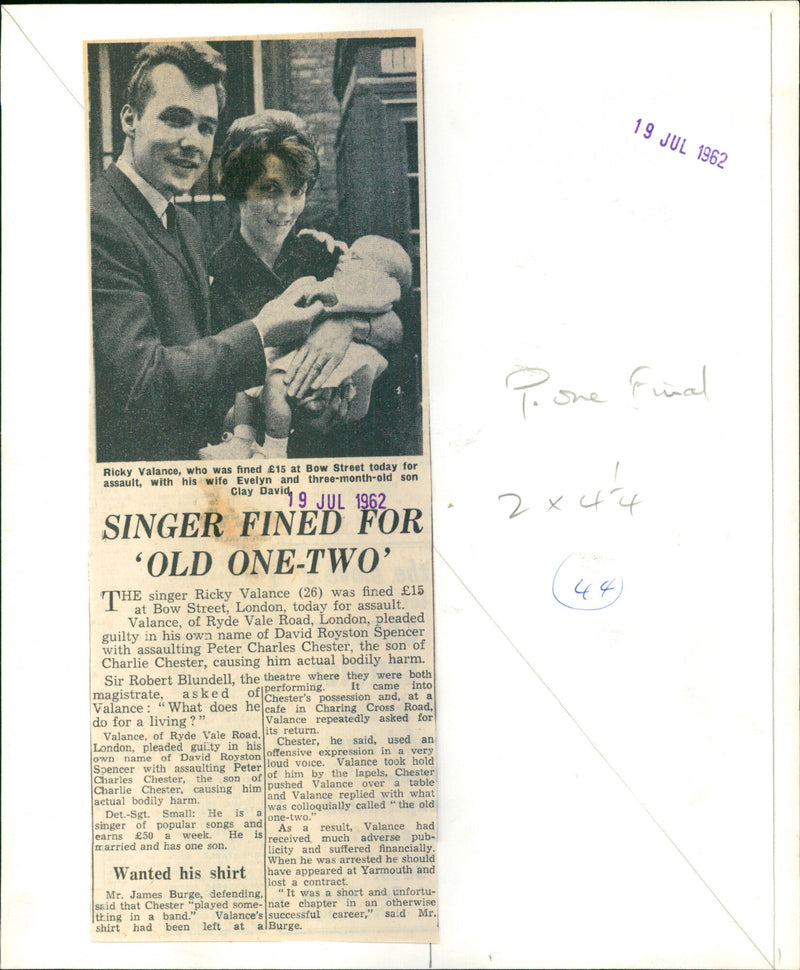 Ricky Valance, who was fined £15 at Bow Street today for
assault, with his wife Evelyn and three-month-old son
Clay David.
19 JUL 1962
SINGER FINED FOR
‘OLD ONE-TWO’
THE singer Ricky Valance (26) was fined £15
at Bow Street, London, today for assault.
Valance, of Ryde Vale Road, London, pleaded
guilty in his own name of David Royston Spencer
with assaulting Peter Charles Chester, the son of
Charlie Chester, causing him actual bodily harm.
Sir Robert Blundell, the
magistrate, asked of
Valance: “What does he
do for a living?”
Valance, of Ryde Vale Road,
London, pleaded guilty in his
own name of David Royston
Spencer with assaulting Peter
Charles Chester, the son of
Charlie Chester, causing him
actual bodily harm.
Det.-Sgt. Small: He is a
singer of popular songs and
earns £50 a week. He is
married and has one son.
Wanted his shirt
Mr. James Burge, defending,
said that Chester “played some-
thing in a band.” Valance's
shirt had been left at a
theatre where they were both
performing. It came into
Chester's possession and, at a
cafe in Charing Cross Road,
Valance repeatedly asked for
its return.
Chester, he said, used an
offensive expression in a very
loud voice. Valance took hold
of him by the lapels, Chester
pushed Valance over a table
and Valance replied with what
was colloquially called “the old
one-two.”
As a result, Valance had
received much adverse pub-
licity and suffered financially.
When he was arrested he should
have appeared at Yarmouth and
lost a contract.
“It was a short and unfortu-
nate chapter in an otherwise
successful career,” said Mr.
Burge.
19 JUL 1962
P. one Final
2 x 4 1/4
44